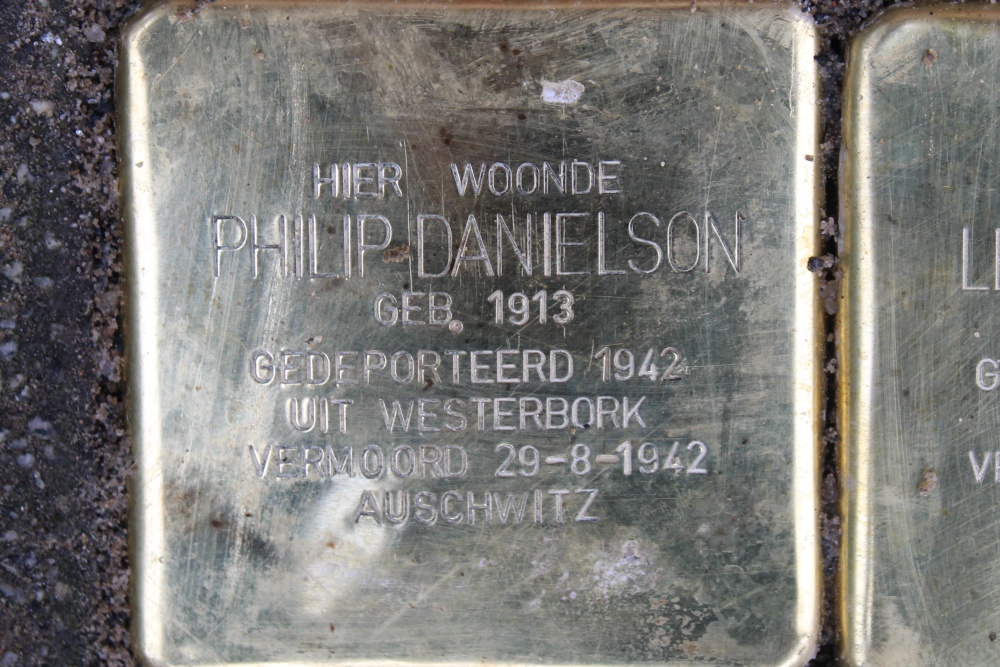 HIER WOONDE
PHILIP DANIELSON
GEB. 1913
GEDEPORTEERD 1942
UIT WESTERBORK
VERMOORD 29-8-1942
AUSCHWITZ